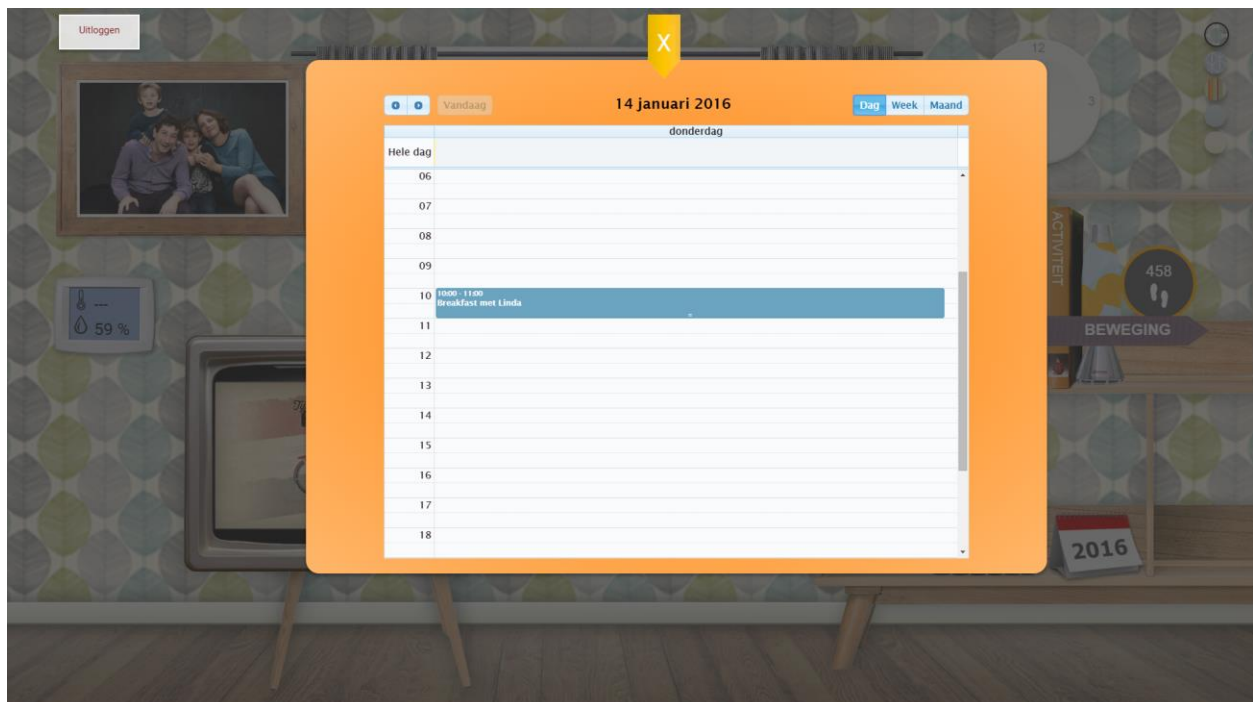 Uitloggen
X
12
3
Vandaag
14 januari 2016
Dag Week Maand
donderdag
Hele dag
06
07
08
09
10
10:00 - 11:00
Breakfast met Linda
11
12
13
14
15
16
17
18
ACTIVITEIT
458
BEWEGING
---
59 %
2016